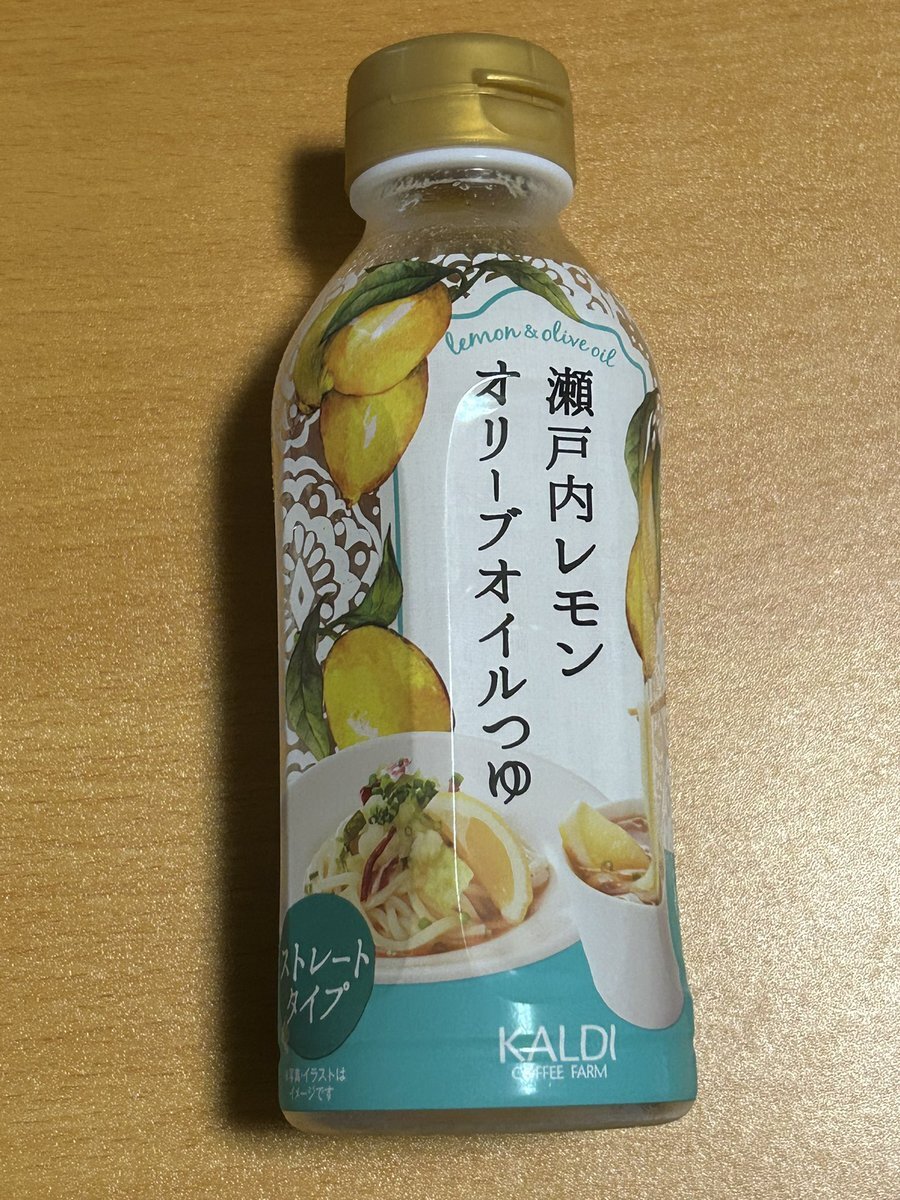 lemon & olive oil
瀬戸内レモン
オリーブオイルつゆ
ストレート
タイプ
KALDI
COFFEE FARM
※写真・イラストは
イメージです